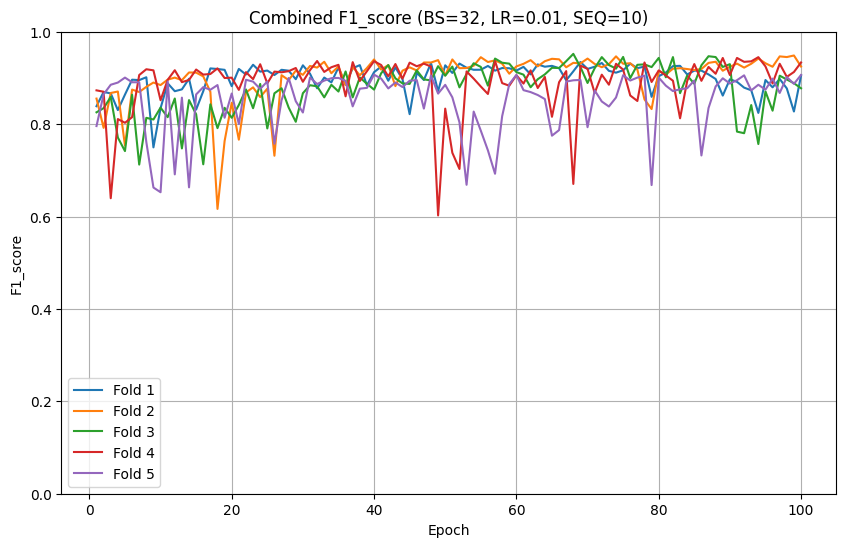 Combined F1_score (BS=32, LR=0.01, SEQ=10)
1.0
0.8
0.6
0.4
0.2
0.0
F1_score
Fold 1
Fold 2
Fold 3
Fold 4
Fold 5
0 20 40 60 80 100
Epoch